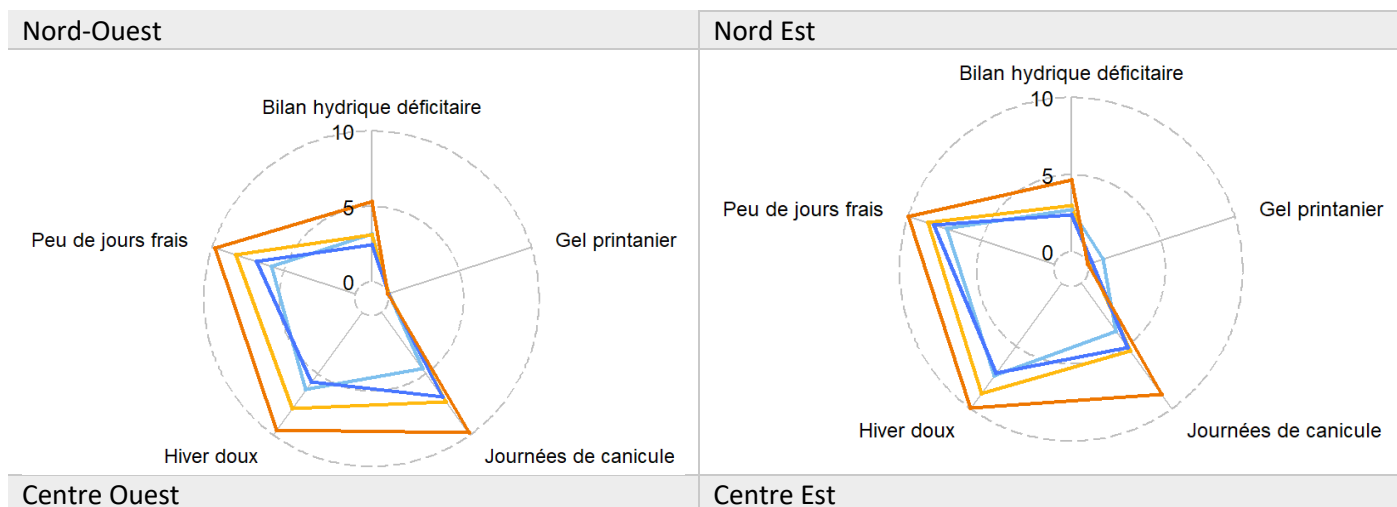 Nord-Ouest
Nord Est
Bilan hydrique déficitaire
10
5
0
Peu de jours frais
Gel printanier
Hiver doux
Journées de canicule
Bilan hydrique déficitaire
10
5
0
Peu de jours frais
Gel printanier
Hiver doux
Journées de canicule
Centre Ouest
Centre Est